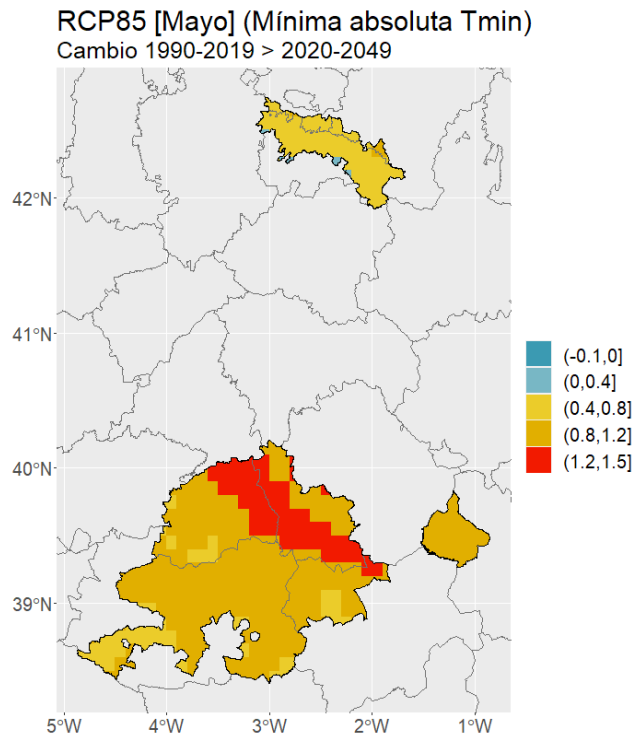 RCP85 [Mayo] (Mínima absoluta Tmin)
Cambio 1990-2019 > 2020-2049
42°N
41°N
40°N
39°N
5°W 4°W 3°W 2°W 1°W
(-0.1,0]
(0,0.4]
(0.4,0.8]
(0.8,1.2]
(1.2,1.5]